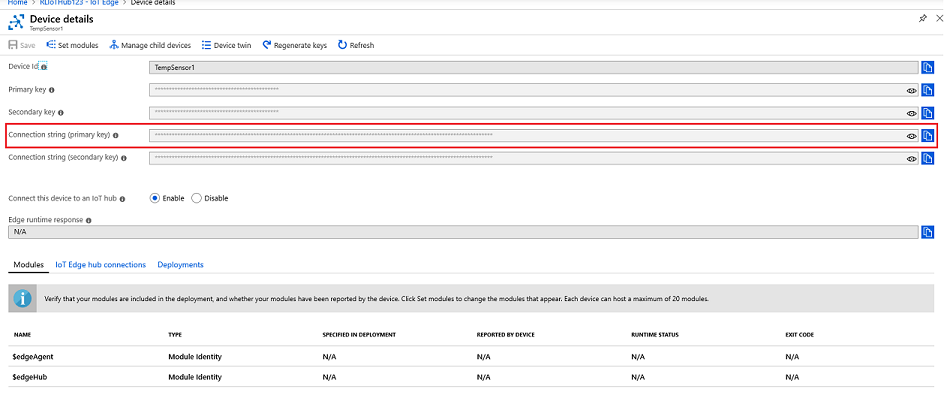 Home > RLIoTHub123 - IoT Edge > Device details
Device details
TempSensor1
Save Set modules Manage child devices Device twin Regenerate keys Refresh
Device Id TempSensor1
Primary key ********************************************
Secondary key ********************************************
Connection string (primary key) ****************************************************************************************************************************
Connection string (secondary key) ****************************************************************************************************************************
Connect this device to an IoT hub Enable Disable
Edge runtime response
N/A
Modules IoT Edge hub connections Deployments
Verify that your modules are included in the deployment, and whether your modules have been reported by the device. Click Set modules to change the modules that appear. Each device can host a maximum of 20 modules.
NAME TYPE SPECIFIED IN DEPLOYMENT REPORTED BY DEVICE RUNTIME STATUS EXIT CODE
$edgeAgent Module Identity N/A N/A N/A N/A
$edgeHub Module Identity N/A N/A N/A N/A